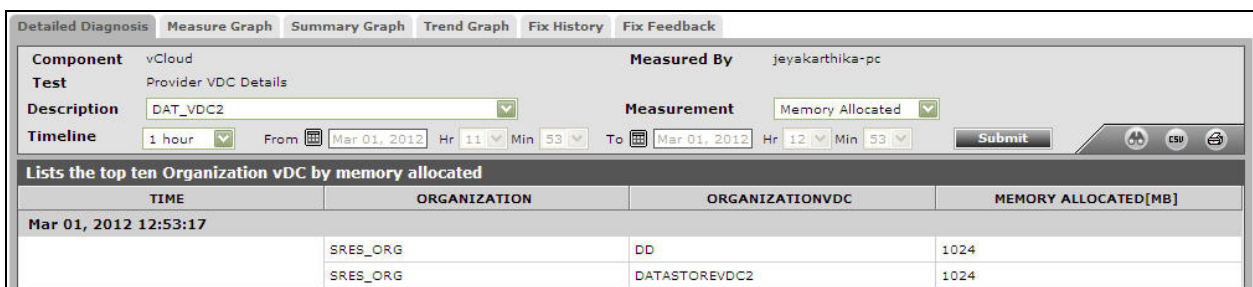 Detailed Diagnosis Measure Graph Summary Graph Trend Graph Fix History Fix Feedback
Component vCloud Measured By jeyakarthika-pc
Test Provider VDC Details
Description DAT_VDC2 Measurement Memory Allocated
Timeline 1 hour From Mar 01, 2012 Hr 11 Min 53 To Mar 01, 2012 Hr 12 Min 53 Submit CSV
Lists the top ten Organization vDC by memory allocated
TIME ORGANIZATION ORGANIZATIONVDC MEMORY ALLOCATED[MB]
Mar 01, 2012 12:53:17
SRES_ORG DD 1024
SRES_ORG DATASTOREVDC2 1024